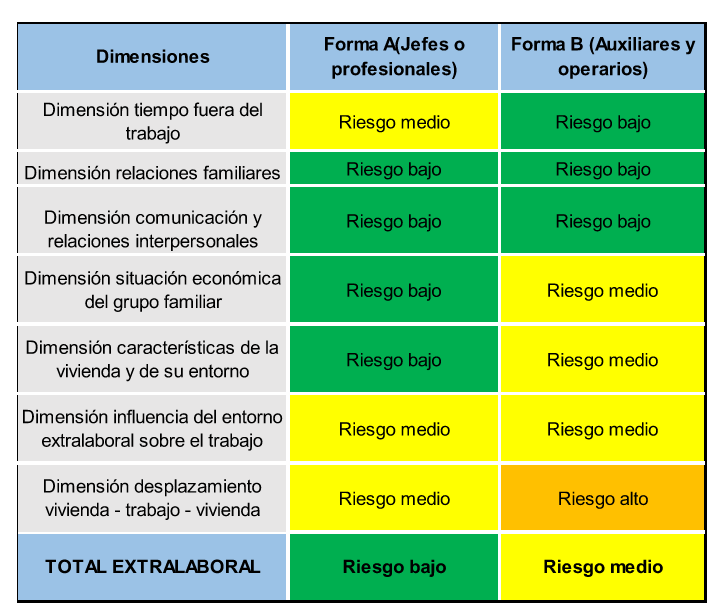 Dimensiones
Forma A(Jefes o
profesionales)
Forma B (Auxiliares y
operarios)
Dimensión tiempo fuera del
trabajo
Riesgo medio
Riesgo bajo
Dimensión relaciones familiares
Riesgo bajo
Riesgo bajo
Dimensión comunicación y
relaciones interpersonales
Riesgo bajo
Riesgo bajo
Dimensión situación económica
del grupo familiar
Riesgo bajo
Riesgo medio
Dimensión características de la
vivienda y de su entorno
Riesgo bajo
Riesgo medio
Dimensión influencia del entorno
extralaboral sobre el trabajo
Riesgo medio
Riesgo medio
Dimensión desplazamiento
vivienda - trabajo - vivienda
Riesgo medio
Riesgo alto
TOTAL EXTRALABORAL
Riesgo bajo
Riesgo medio